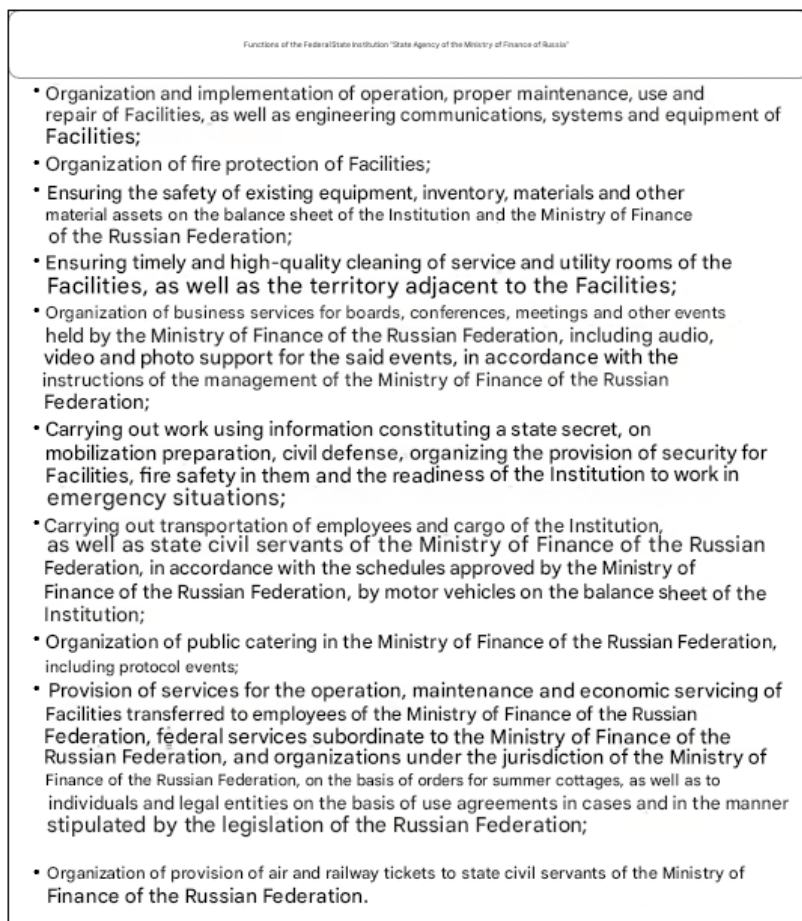 Functions of the Federal State Institution "State Agency of the Ministry of Finance of Russia"
• Organization and implementation of operation, proper maintenance, use and
repair of Facilities, as well as engineering communications, systems and equipment of
Facilities;
• Organization of fire protection of Facilities;
• Ensuring the safety of existing equipment, inventory, materials and other
material assets on the balance sheet of the Institution and the Ministry of Finance
of the Russian Federation;
• Ensuring timely and high-quality cleaning of service and utility rooms of the
Facilities, as well as the territory adjacent to the Facilities;
• Organization of business services for boards, conferences, meetings and other events
held by the Ministry of Finance of the Russian Federation, including audio,
video and photo support for the said events, in accordance with the
instructions of the management of the Ministry of Finance of the Russian
Federation;
• Carrying out work using information constituting a state secret, on
mobilization preparation, civil defense, organizing the provision of security for
Facilities, fire safety in them and the readiness of the Institution to work in
emergency situations;
• Carrying out transportation of employees and cargo of the Institution,
as well as state civil servants of the Ministry of Finance of the Russian
Federation, in accordance with the schedules approved by the Ministry of
Finance of the Russian Federation, by motor vehicles on the balance sheet of the
Institution;
• Organization of public catering in the Ministry of Finance of the Russian Federation,
including protocol events;
• Provision of services for the operation, maintenance and economic servicing of
Facilities transferred to employees of the Ministry of Finance of the Russian
Federation, federal services subordinate to the Ministry of Finance of the
Russian Federation, and organizations under the jurisdiction of the Ministry of
Finance of the Russian Federation, on the basis of orders for summer cottages, as well as to
individuals and legal entities on the basis of use agreements in cases and in the manner
stipulated by the legislation of the Russian Federation;
• Organization of provision of air and railway tickets to state civil servants of the Ministry of
Finance of the Russian Federation.